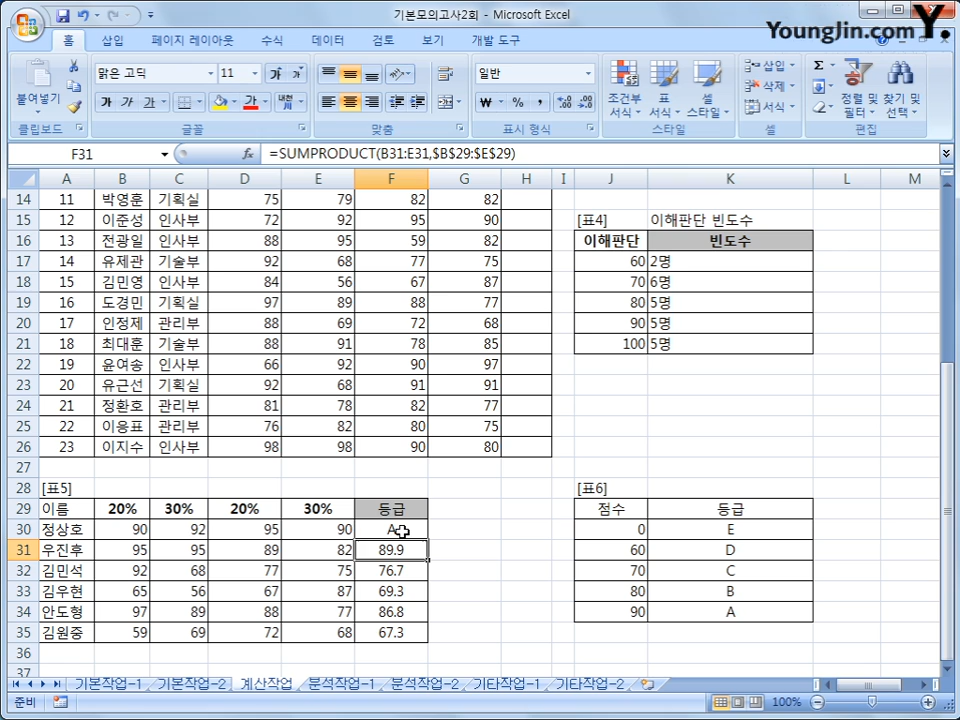 기본모의고사2회 - Microsoft Excel
YoungJin.com Y.
홈 삽입 페이지 레이아웃 수식 데이터 검토 보기 개발 도구
맑은 고딕 11 가 가 일반 삽입 Σ
붙여넣기 가 가 가 가 내천 ₩ % , 조건부 서식 표 서식 셀 스타일 삭제 서식 정렬 및 필터 찾기 및 선택
클립보드 글꼴 맞춤 표시 형식 스타일 셀 편집
F31 fx =SUMPRODUCT(B31:E31,$B$29:$E$29)
A B C D E F G H I J K L M
14 11 박영훈 기획실 75 79 82 82
15 12 이준성 인사부 72 92 95 90 [표4] 이해판단 빈도수
16 13 전광일 인사부 88 95 59 82 이해판단 빈도수
17 14 유제관 기술부 92 68 77 75 60 2명
18 15 김민영 인사부 84 56 67 87 70 6명
19 16 도경민 기획실 97 89 88 77 80 5명
20 17 인정제 관리부 88 69 72 68 90 5명
21 18 최대훈 기술부 88 91 78 85 100 5명
22 19 윤여송 인사부 66 92 90 97
23 20 유근선 기획실 92 68 91 91
24 21 정환호 관리부 81 78 82 77
25 22 이응표 관리부 76 82 80 75
26 23 이지수 인사부 98 98 90 80
27
28 [표5] [표6]
29 이름 20% 30% 20% 30% 등급 점수 등급
30 정상호 90 92 95 90 A 0 E
31 우진후 95 95 89 82 89.9 60 D
32 김민석 92 68 77 75 76.7 70 C
33 김우현 65 56 67 87 69.3 80 B
34 안도형 97 89 88 77 86.8 90 A
35 김원중 59 69 72 68 67.3
36
37
기본작업-1 기본작업-2 계산작업 분석작업-1 분석작업-2 기타작업-1 기타작업-2
준비 100%